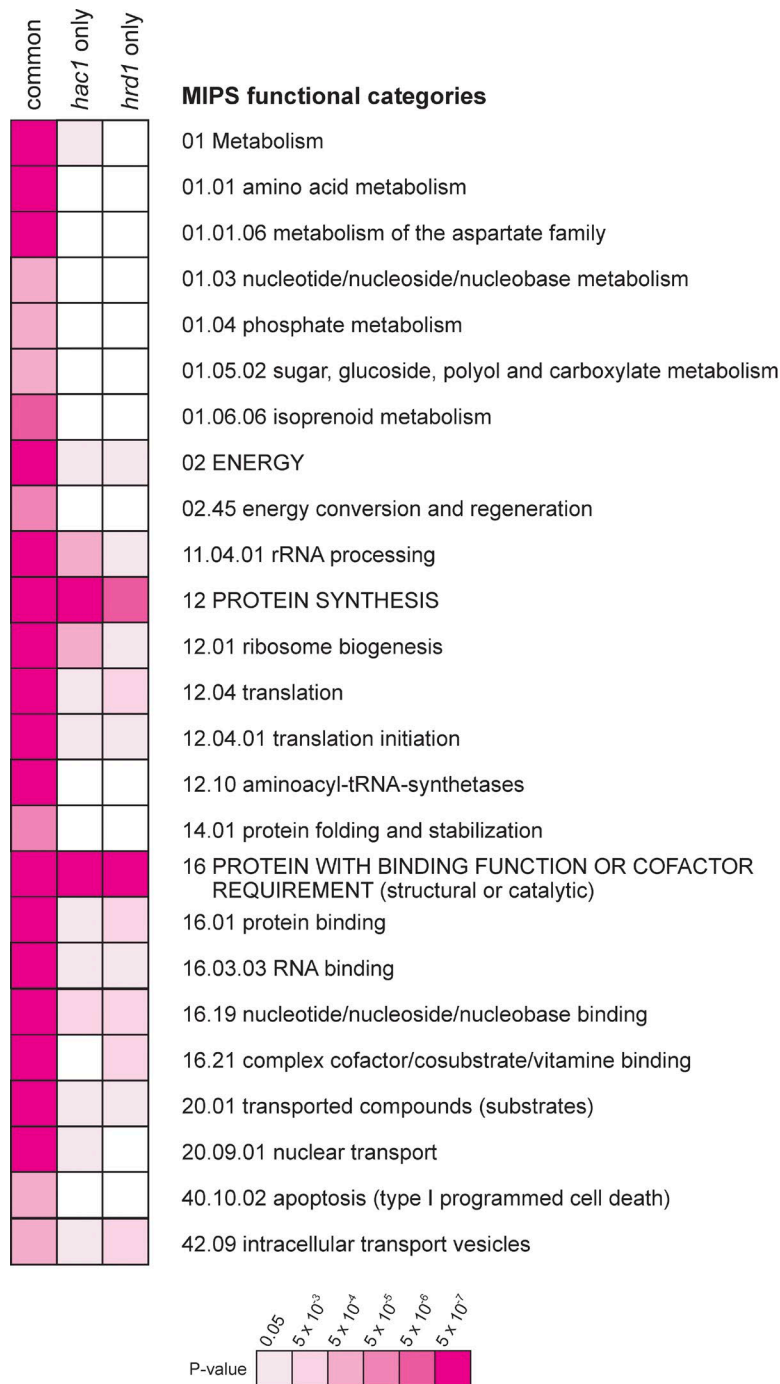 common
hac1 only
hrd1 only
MIPS functional categories
01 Metabolism
01.01 amino acid metabolism
01.01.06 metabolism of the aspartate family
01.03 nucleotide/nucleoside/nucleobase metabolism
01.04 phosphate metabolism
01.05.02 sugar, glucoside, polyol and carboxylate metabolism
01.06.06 isoprenoid metabolism
02 ENERGY
02.45 energy conversion and regeneration
11.04.01 rRNA processing
12 PROTEIN SYNTHESIS
12.01 ribosome biogenesis
12.04 translation
12.04.01 translation initiation
12.10 aminoacyl-tRNA-synthetases
14.01 protein folding and stabilization
16 PROTEIN WITH BINDING FUNCTION OR COFACTOR
REQUIREMENT (structural or catalytic)
16.01 protein binding
16.03.03 RNA binding
16.19 nucleotide/nucleoside/nucleobase binding
16.21 complex cofactor/cosubstrate/vitamine binding
20.01 transported compounds (substrates)
20.09.01 nuclear transport
40.10.02 apoptosis (type I programmed cell death)
42.09 intracellular transport vesicles
0.05
5 x 10⁻³
5 x 10⁻⁴
5 x 10⁻⁵
5 x 10⁻⁶
5 x 10⁻⁷
P-value